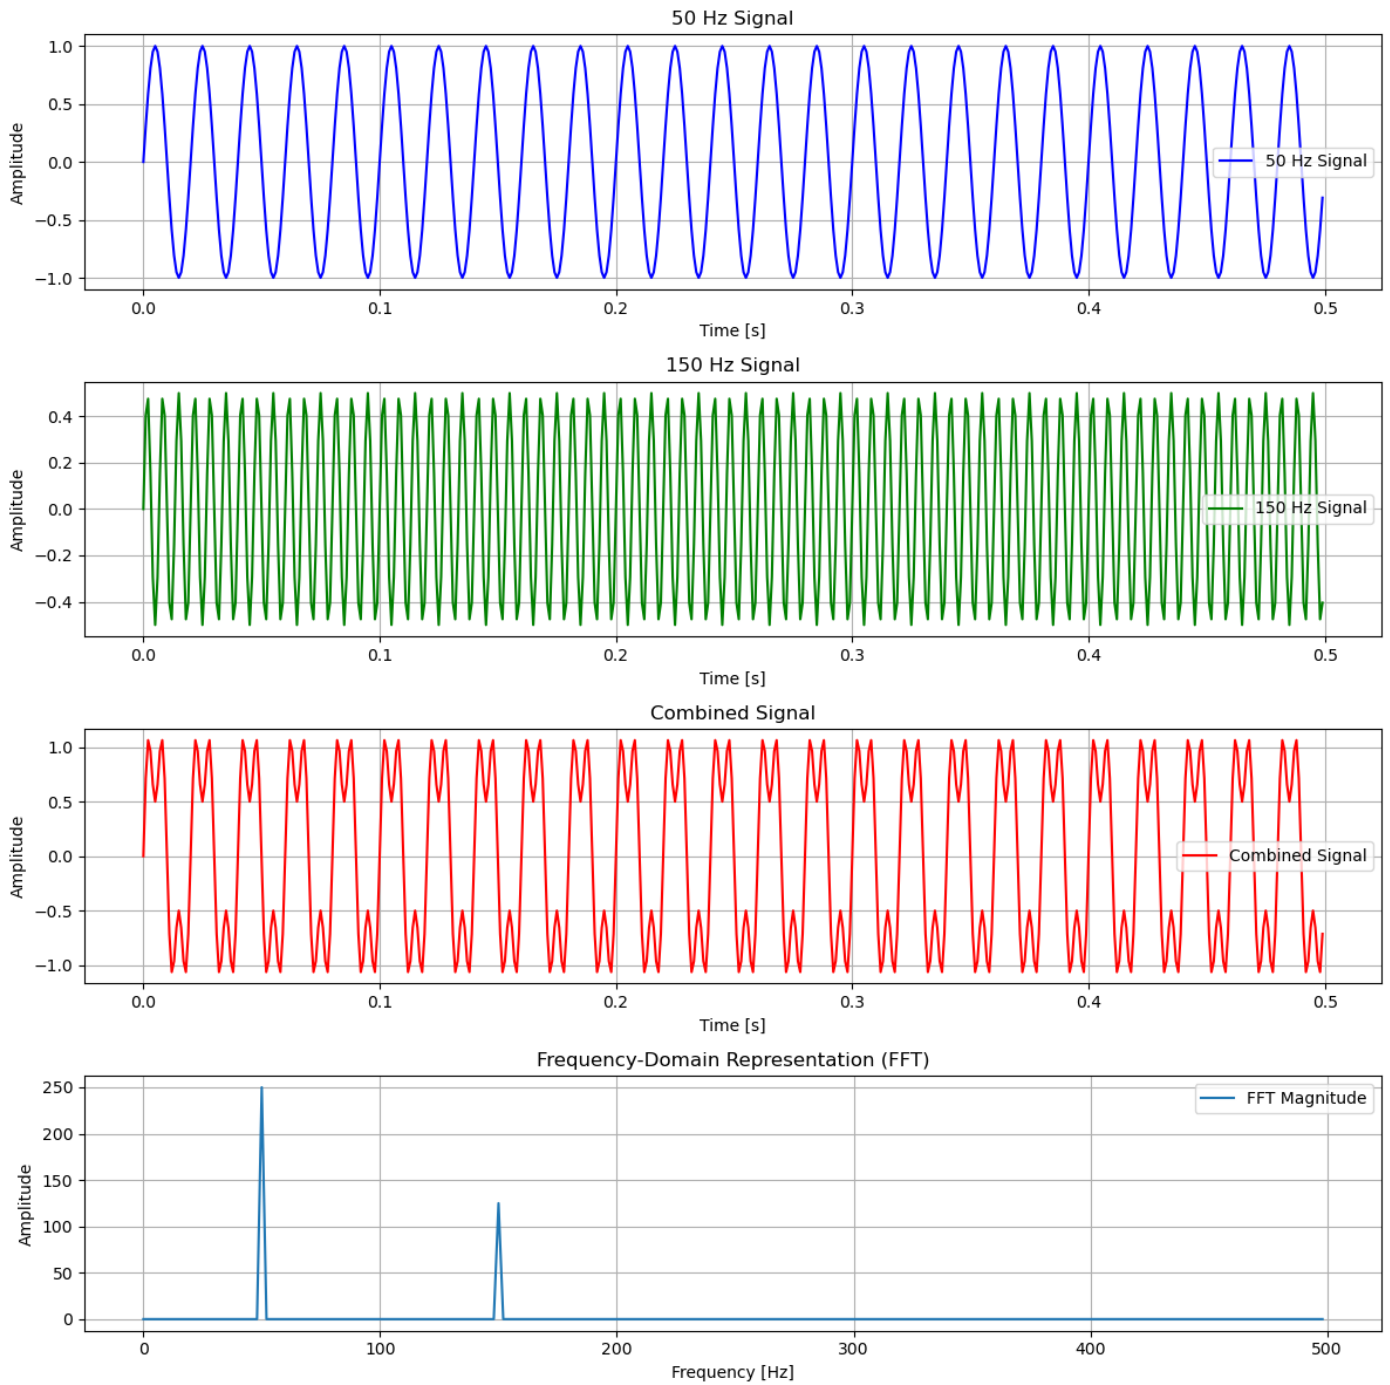 50 Hz Signal
1.0
0.5
0.0
−0.5
−1.0
Amplitude
50 Hz Signal
0.0 0.1 0.2 0.3 0.4 0.5
Time [s]
150 Hz Signal
0.4
0.2
0.0
−0.2
−0.4
Amplitude
150 Hz Signal
0.0 0.1 0.2 0.3 0.4 0.5
Time [s]
Combined Signal
1.0
0.5
0.0
−0.5
−1.0
Amplitude
Combined Signal
0.0 0.1 0.2 0.3 0.4 0.5
Time [s]
Frequency-Domain Representation (FFT)
250
200
150
100
50
0
Amplitude
FFT Magnitude
0 100 200 300 400 500
Frequency [Hz]